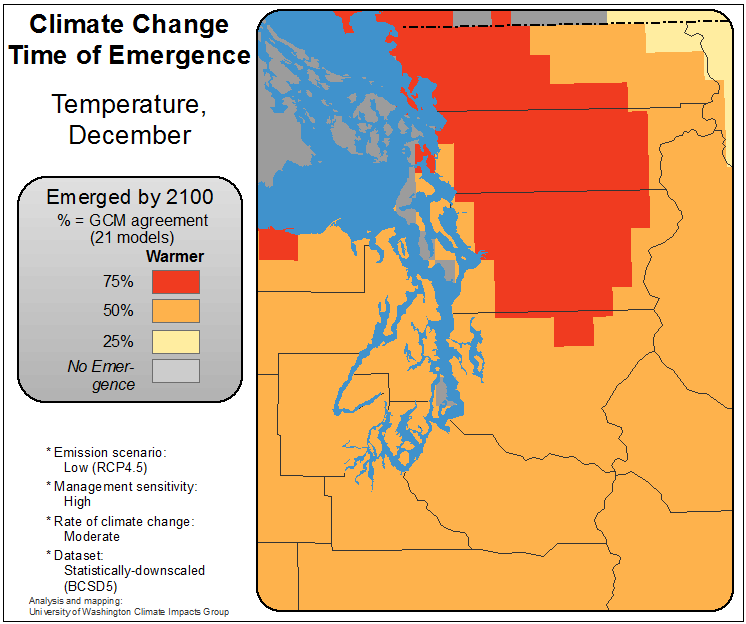 Climate Change
Time of Emergence
Temperature,
December
Emerged by 2100
% = GCM agreement
(21 models)
Warmer
75%
50%
25%
No Emer-
gence
* Emission scenario:
Low (RCP4.5)
* Management sensitivity:
High
* Rate of climate change:
Moderate
* Dataset:
Statistically-downscaled
(BCSD5)
Analysis and mapping:
University of Washington Climate Impacts Group